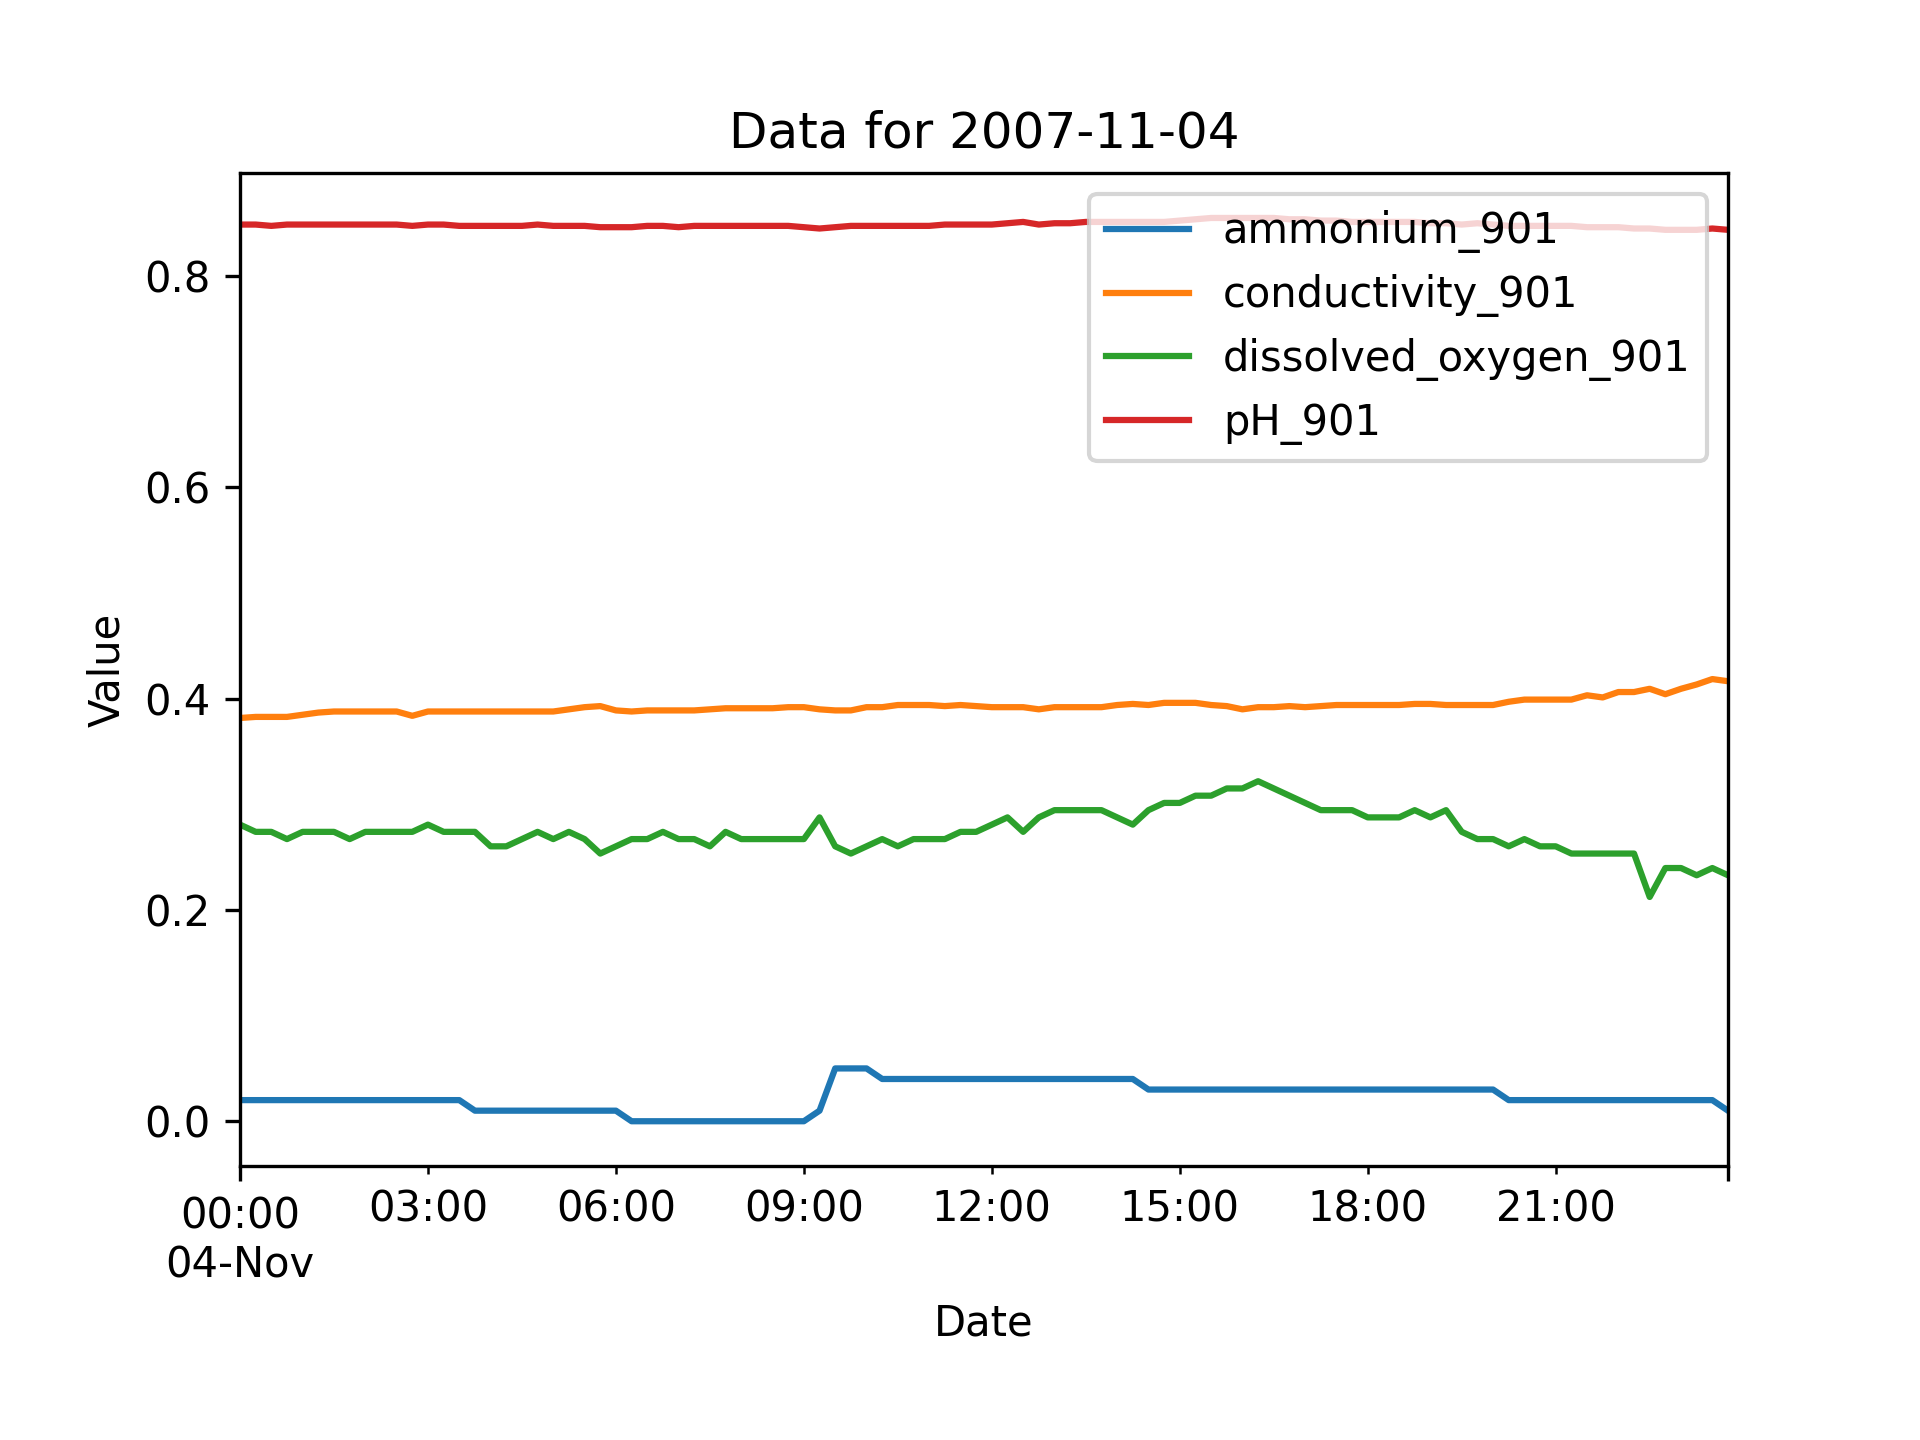 Data for 2007-11-04
ammonium_901
conductivity_901
dissolved_oxygen_901
pH_901
Value
0.8
0.6
0.4
0.2
0.0
00:00 03:00 06:00 09:00 12:00 15:00 18:00 21:00
04-Nov
Date